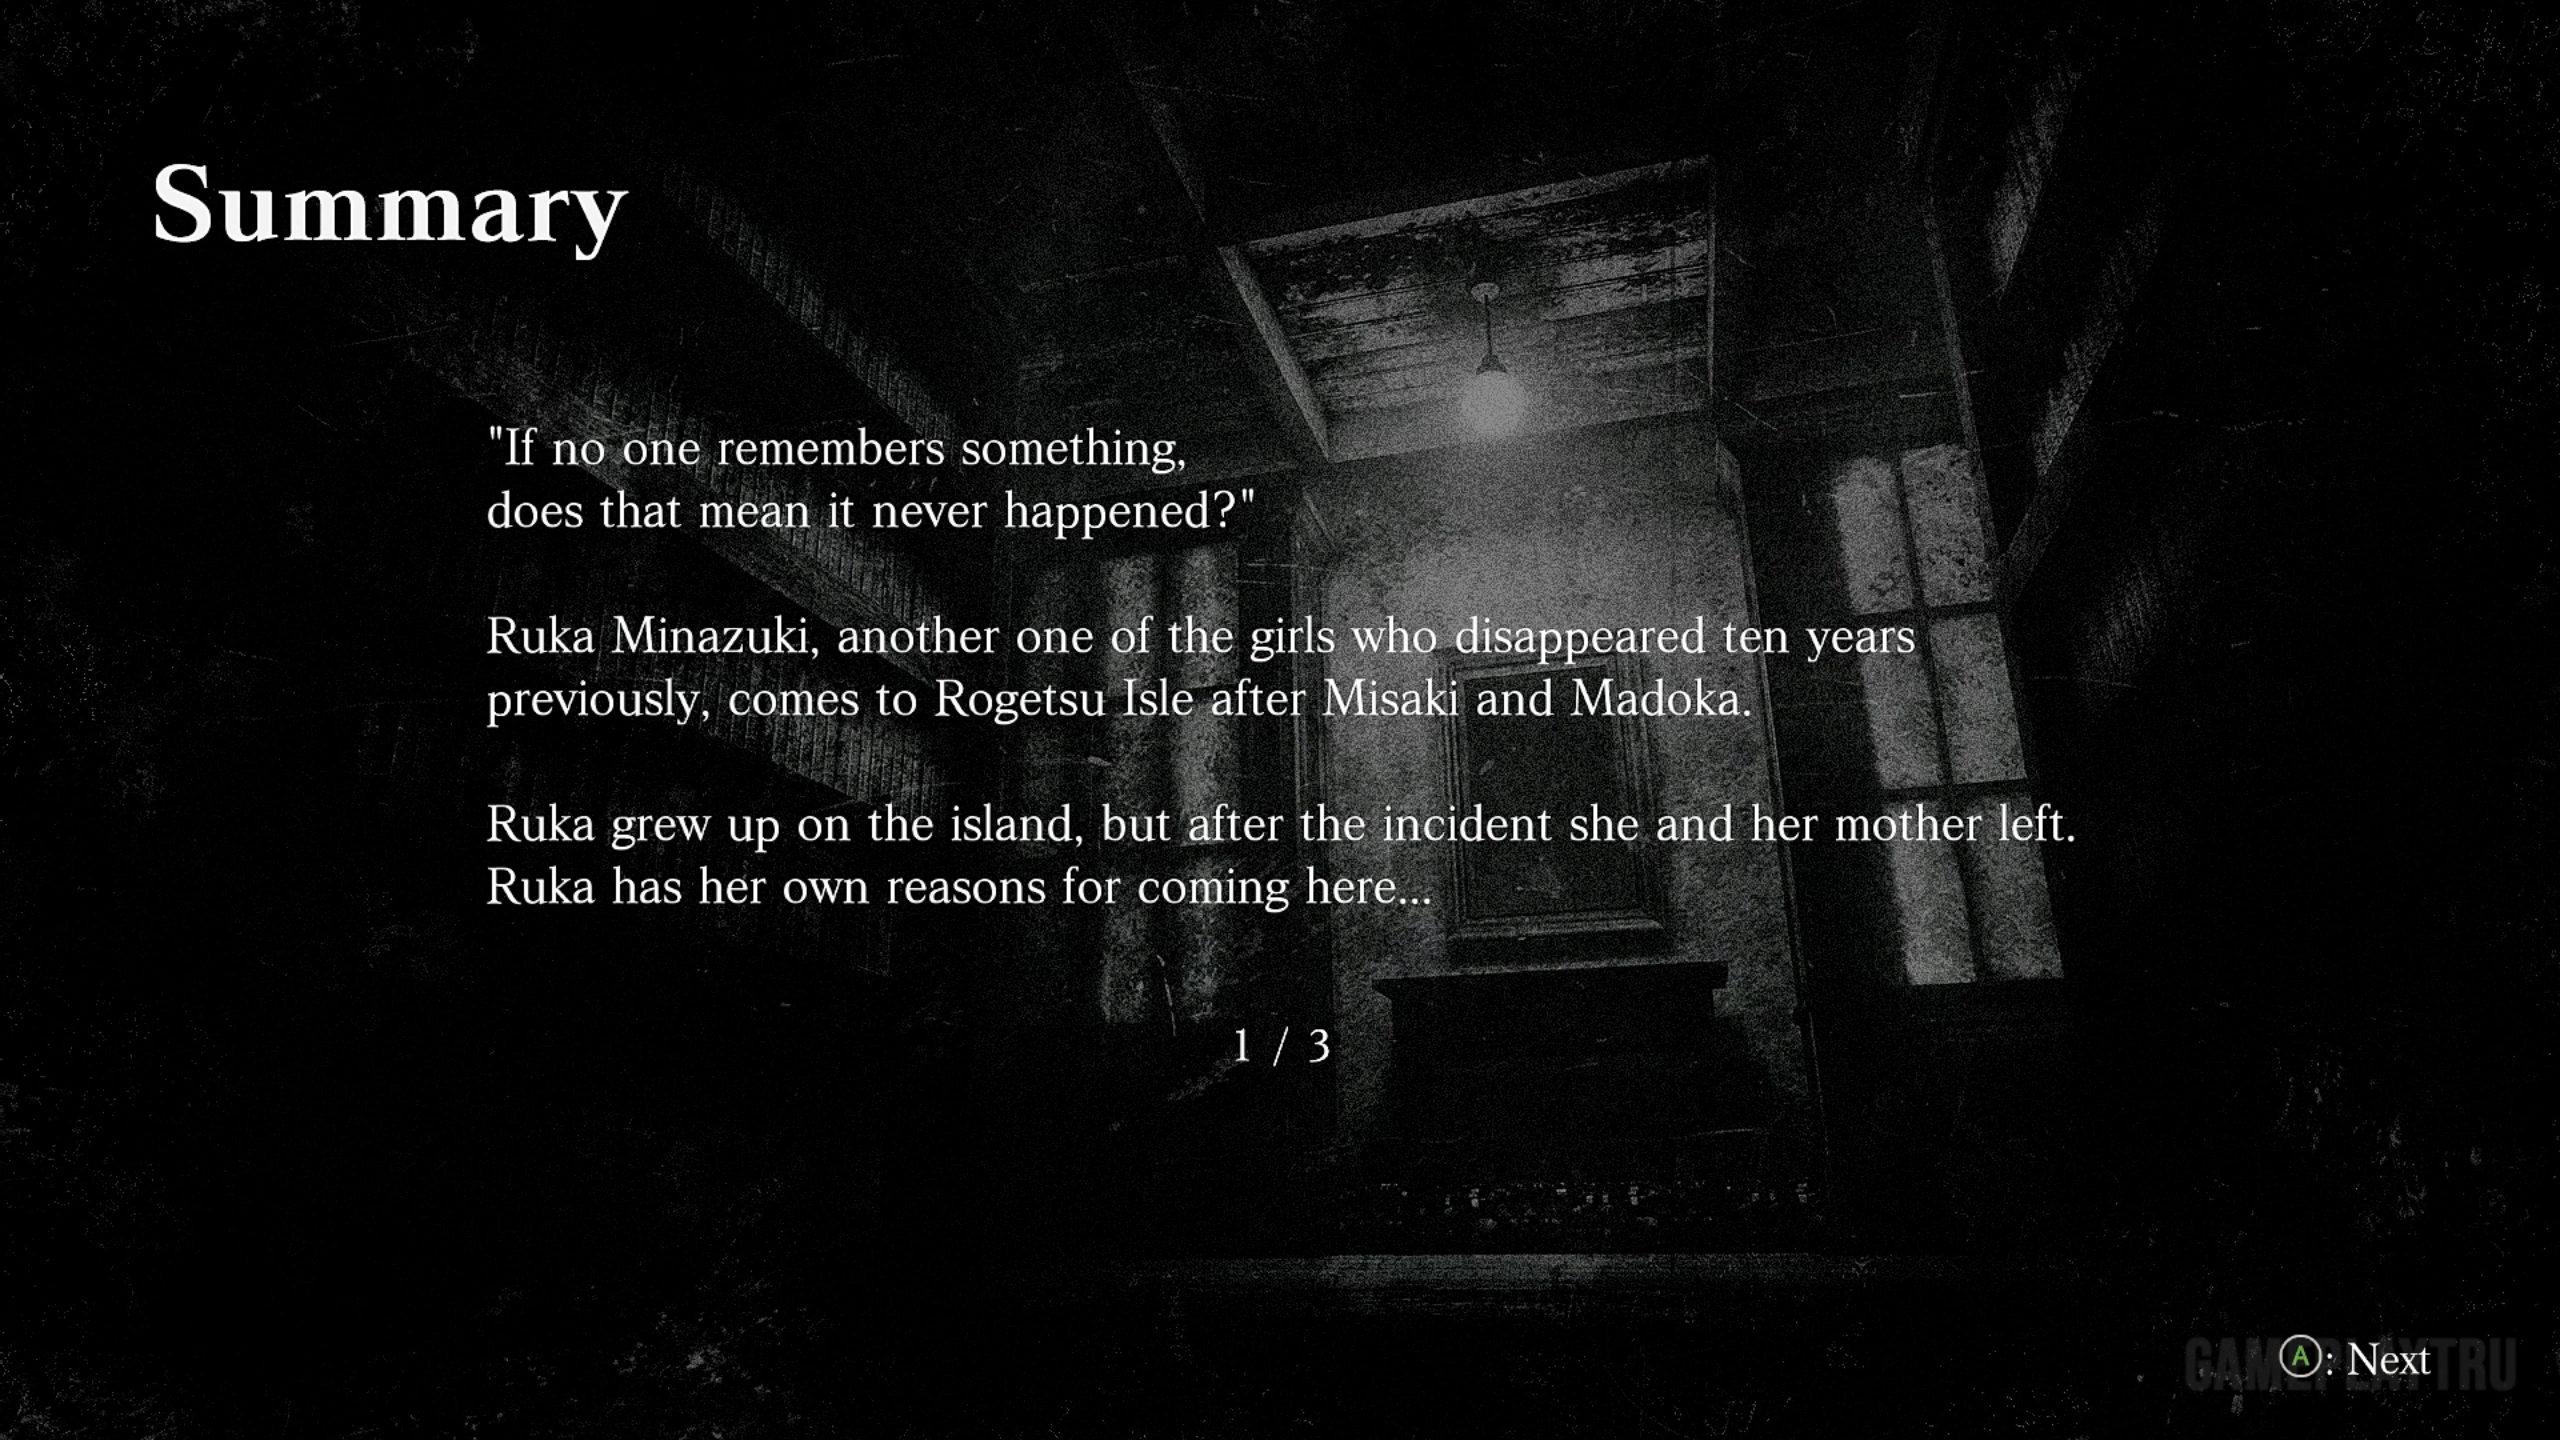 Summary
"If no one remembers something,
does that mean it never happened?"
Ruka Minazuki, another one of the girls who disappeared ten years
previously, comes to Rogetsu Isle after Misaki and Madoka.
Ruka grew up on the island, but after the incident she and her mother left.
Ruka has her own reasons for coming here...
1 / 3
A: Next
GAMEPLAYTRU